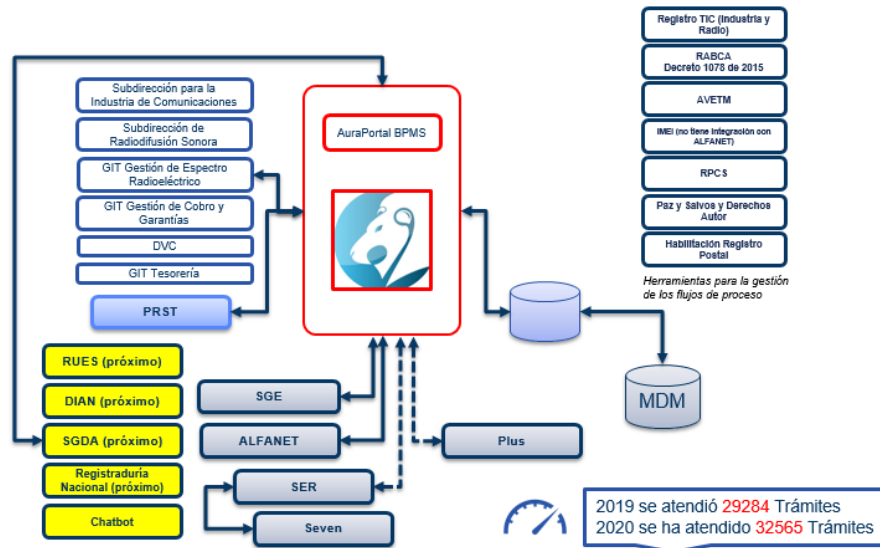 Subdirección para la
Industria de Comunicaciones
Subdirección de
Radiodifusión Sonora
GIT Gestión de Espectro
Radioeléctrico
GIT Gestión de Cobro y
Garantías
DVC
GIT Tesorería
PRST
RUES (próximo)
DIAN (próximo)
SGDA (próximo)
Registraduría
Nacional (próximo)
Chatbot
AuraPortal BPMS
SGE
ALFANET
SER
Seven
Plus
Registro TIC (Industria y
Radio)
RABCA
Decreto 1078 de 2015
AVETM
IMEI (no tiene integración con
ALFANET)
RPCS
Paz y Salvos y Derechos
Autor
Habilitación Registro
Postal
Herramientas para la gestión
de los flujos de proceso
MDM
2019 se atendió 29284 Trámites
2020 se ha atendido 32565 Trámites